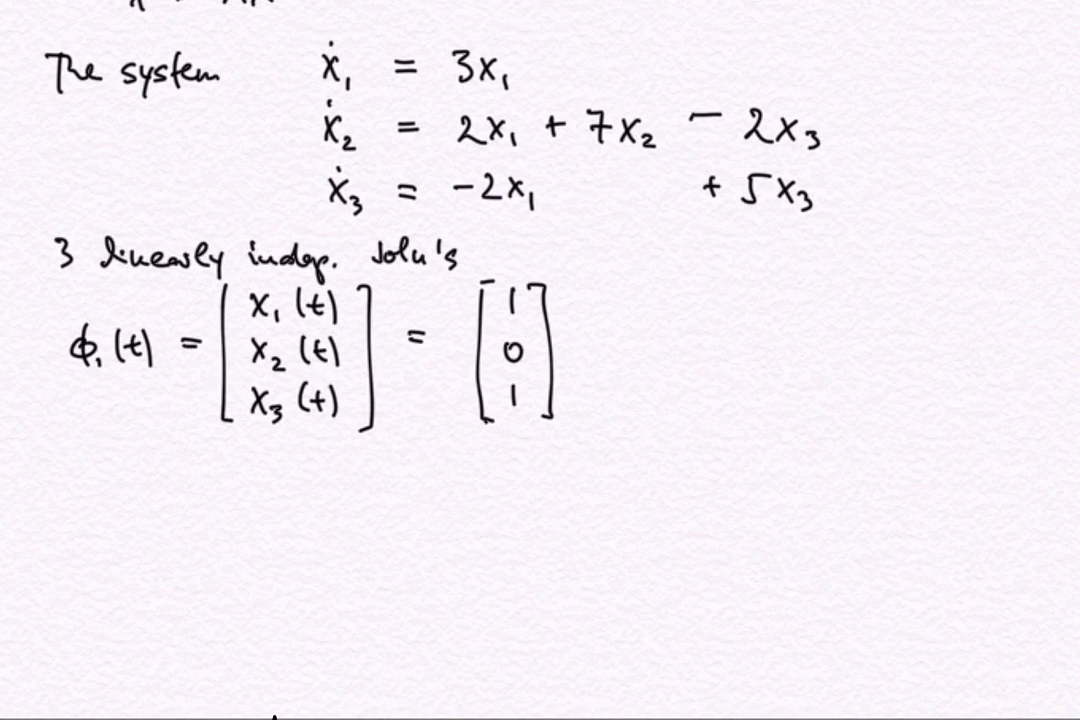 The system ẋ₁ = 3x₁
ẋ₂ = 2x₁ + 7x₂ - 2x₃
ẋ₃ = -2x₁ + 5x₃
3 linearly indep. soln's
ϕ₁(t) = [x₁(t) x₂(t) x₃(t)] = [1 0 1]